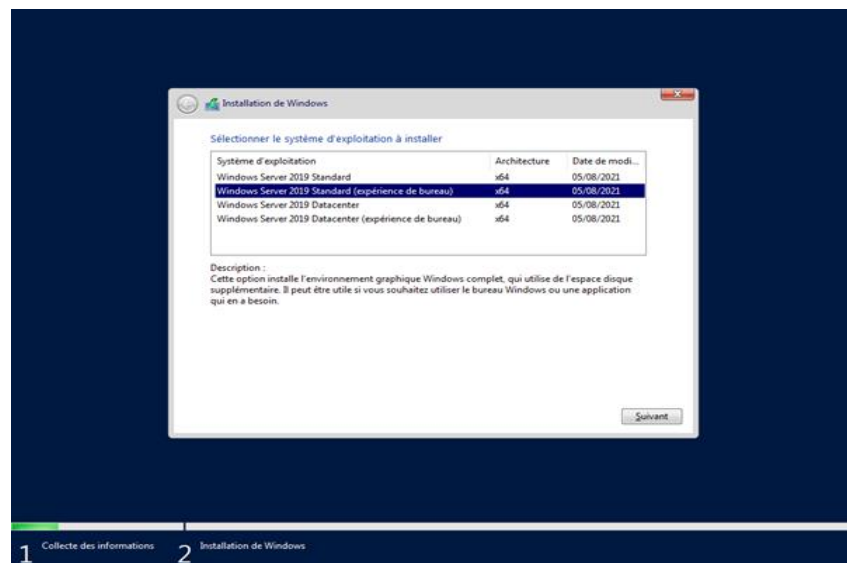 Installation de Windows
Sélectionner le système d'exploitation à installer
Système d'exploitation Architecture Date de modi...
Windows Server 2019 Standard x64 05/08/2021
Windows Server 2019 Standard (expérience de bureau) x64 05/08/2021
Windows Server 2019 Datacenter x64 05/08/2021
Windows Server 2019 Datacenter (expérience de bureau) x64 05/08/2021
Description :
Cette option installe l'environnement graphique Windows complet, qui utilise de l'espace disque
supplémentaire. Il peut être utile si vous souhaitez utiliser le bureau Windows ou une application
qui en a besoin.
Suivant
1 Collecte des informations 2 Installation de Windows